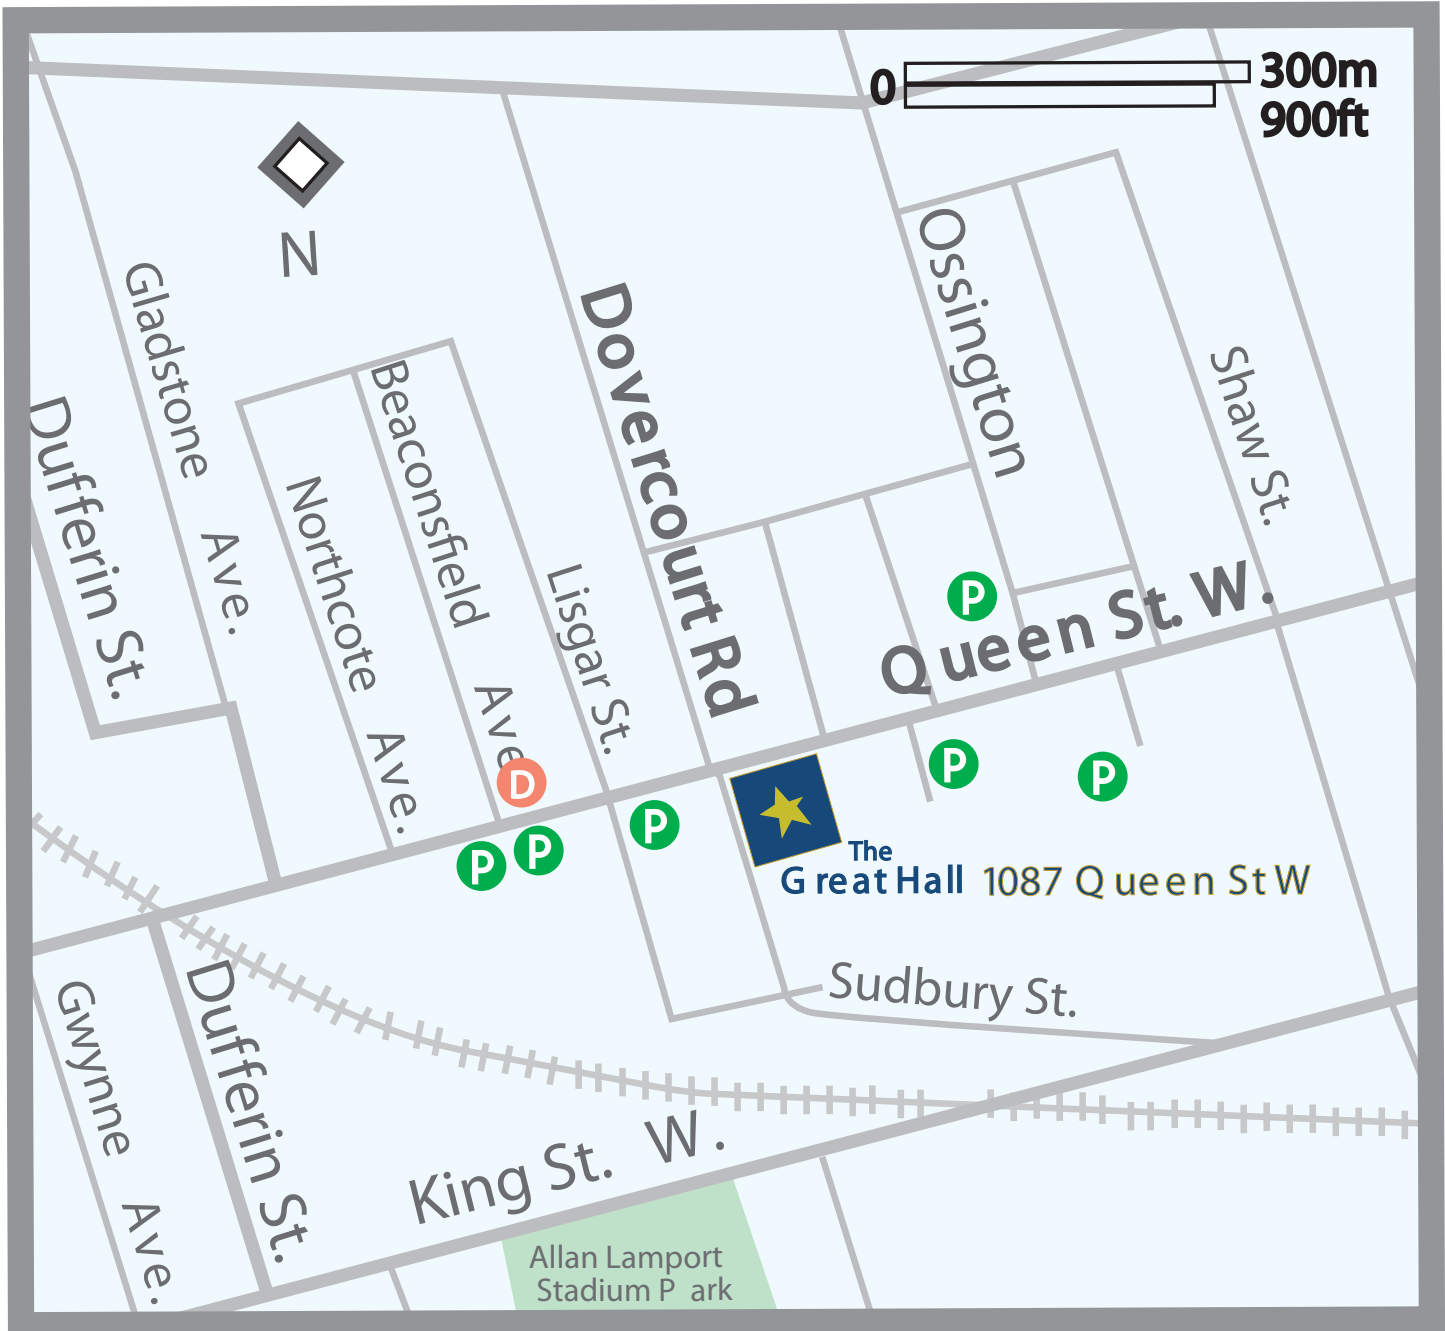 0
300m
900ft
N
Gladstone Ave.
Dufferin St.
Northcote Ave.
Beaconsfield Ave
Lisgar St.
Dovercourt Rd
Ossington
Shaw St.
Queen St. W.
P
D
P
P
P
P
P
The
Great Hall 1087 Queen St W
Sudbury St.
Gwynne Ave.
Dufferin St.
King St. W.
Allan Lamport
Stadium Park